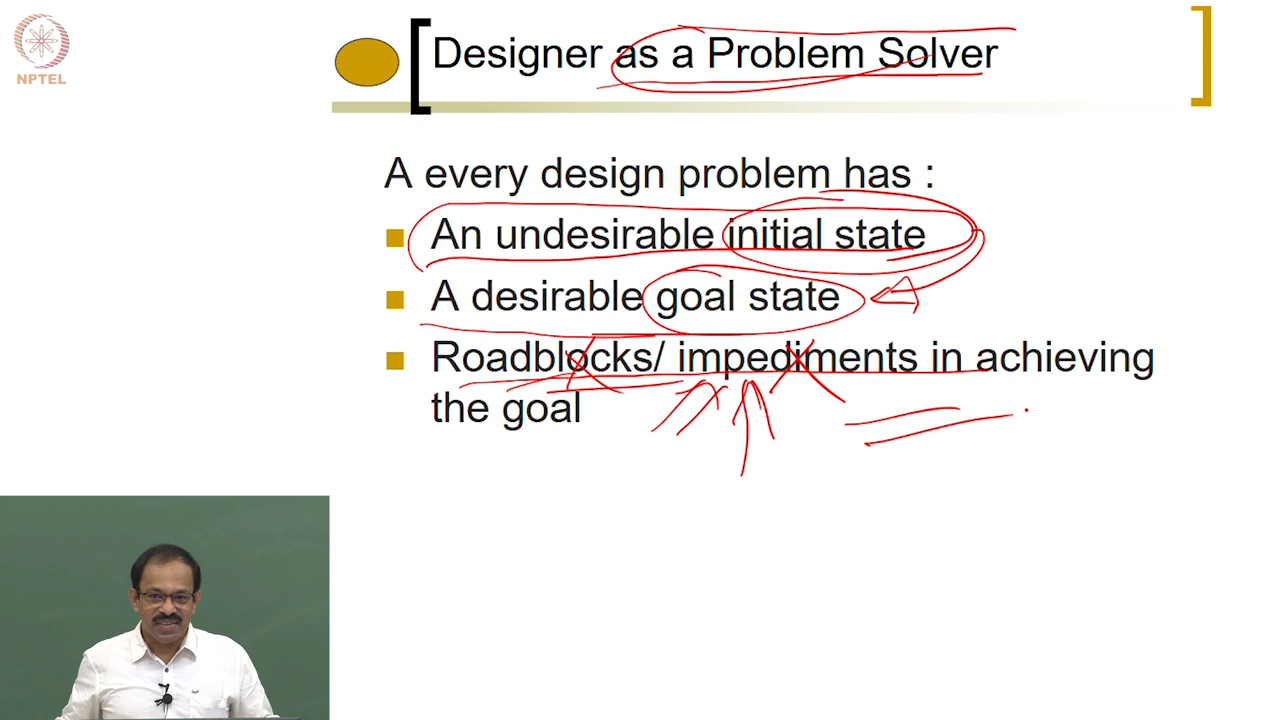 NPTEL
Designer as a Problem Solver
A every design problem has :
An undesirable initial state
A desirable goal state
Roadblocks/ impediments in achieving
the goal